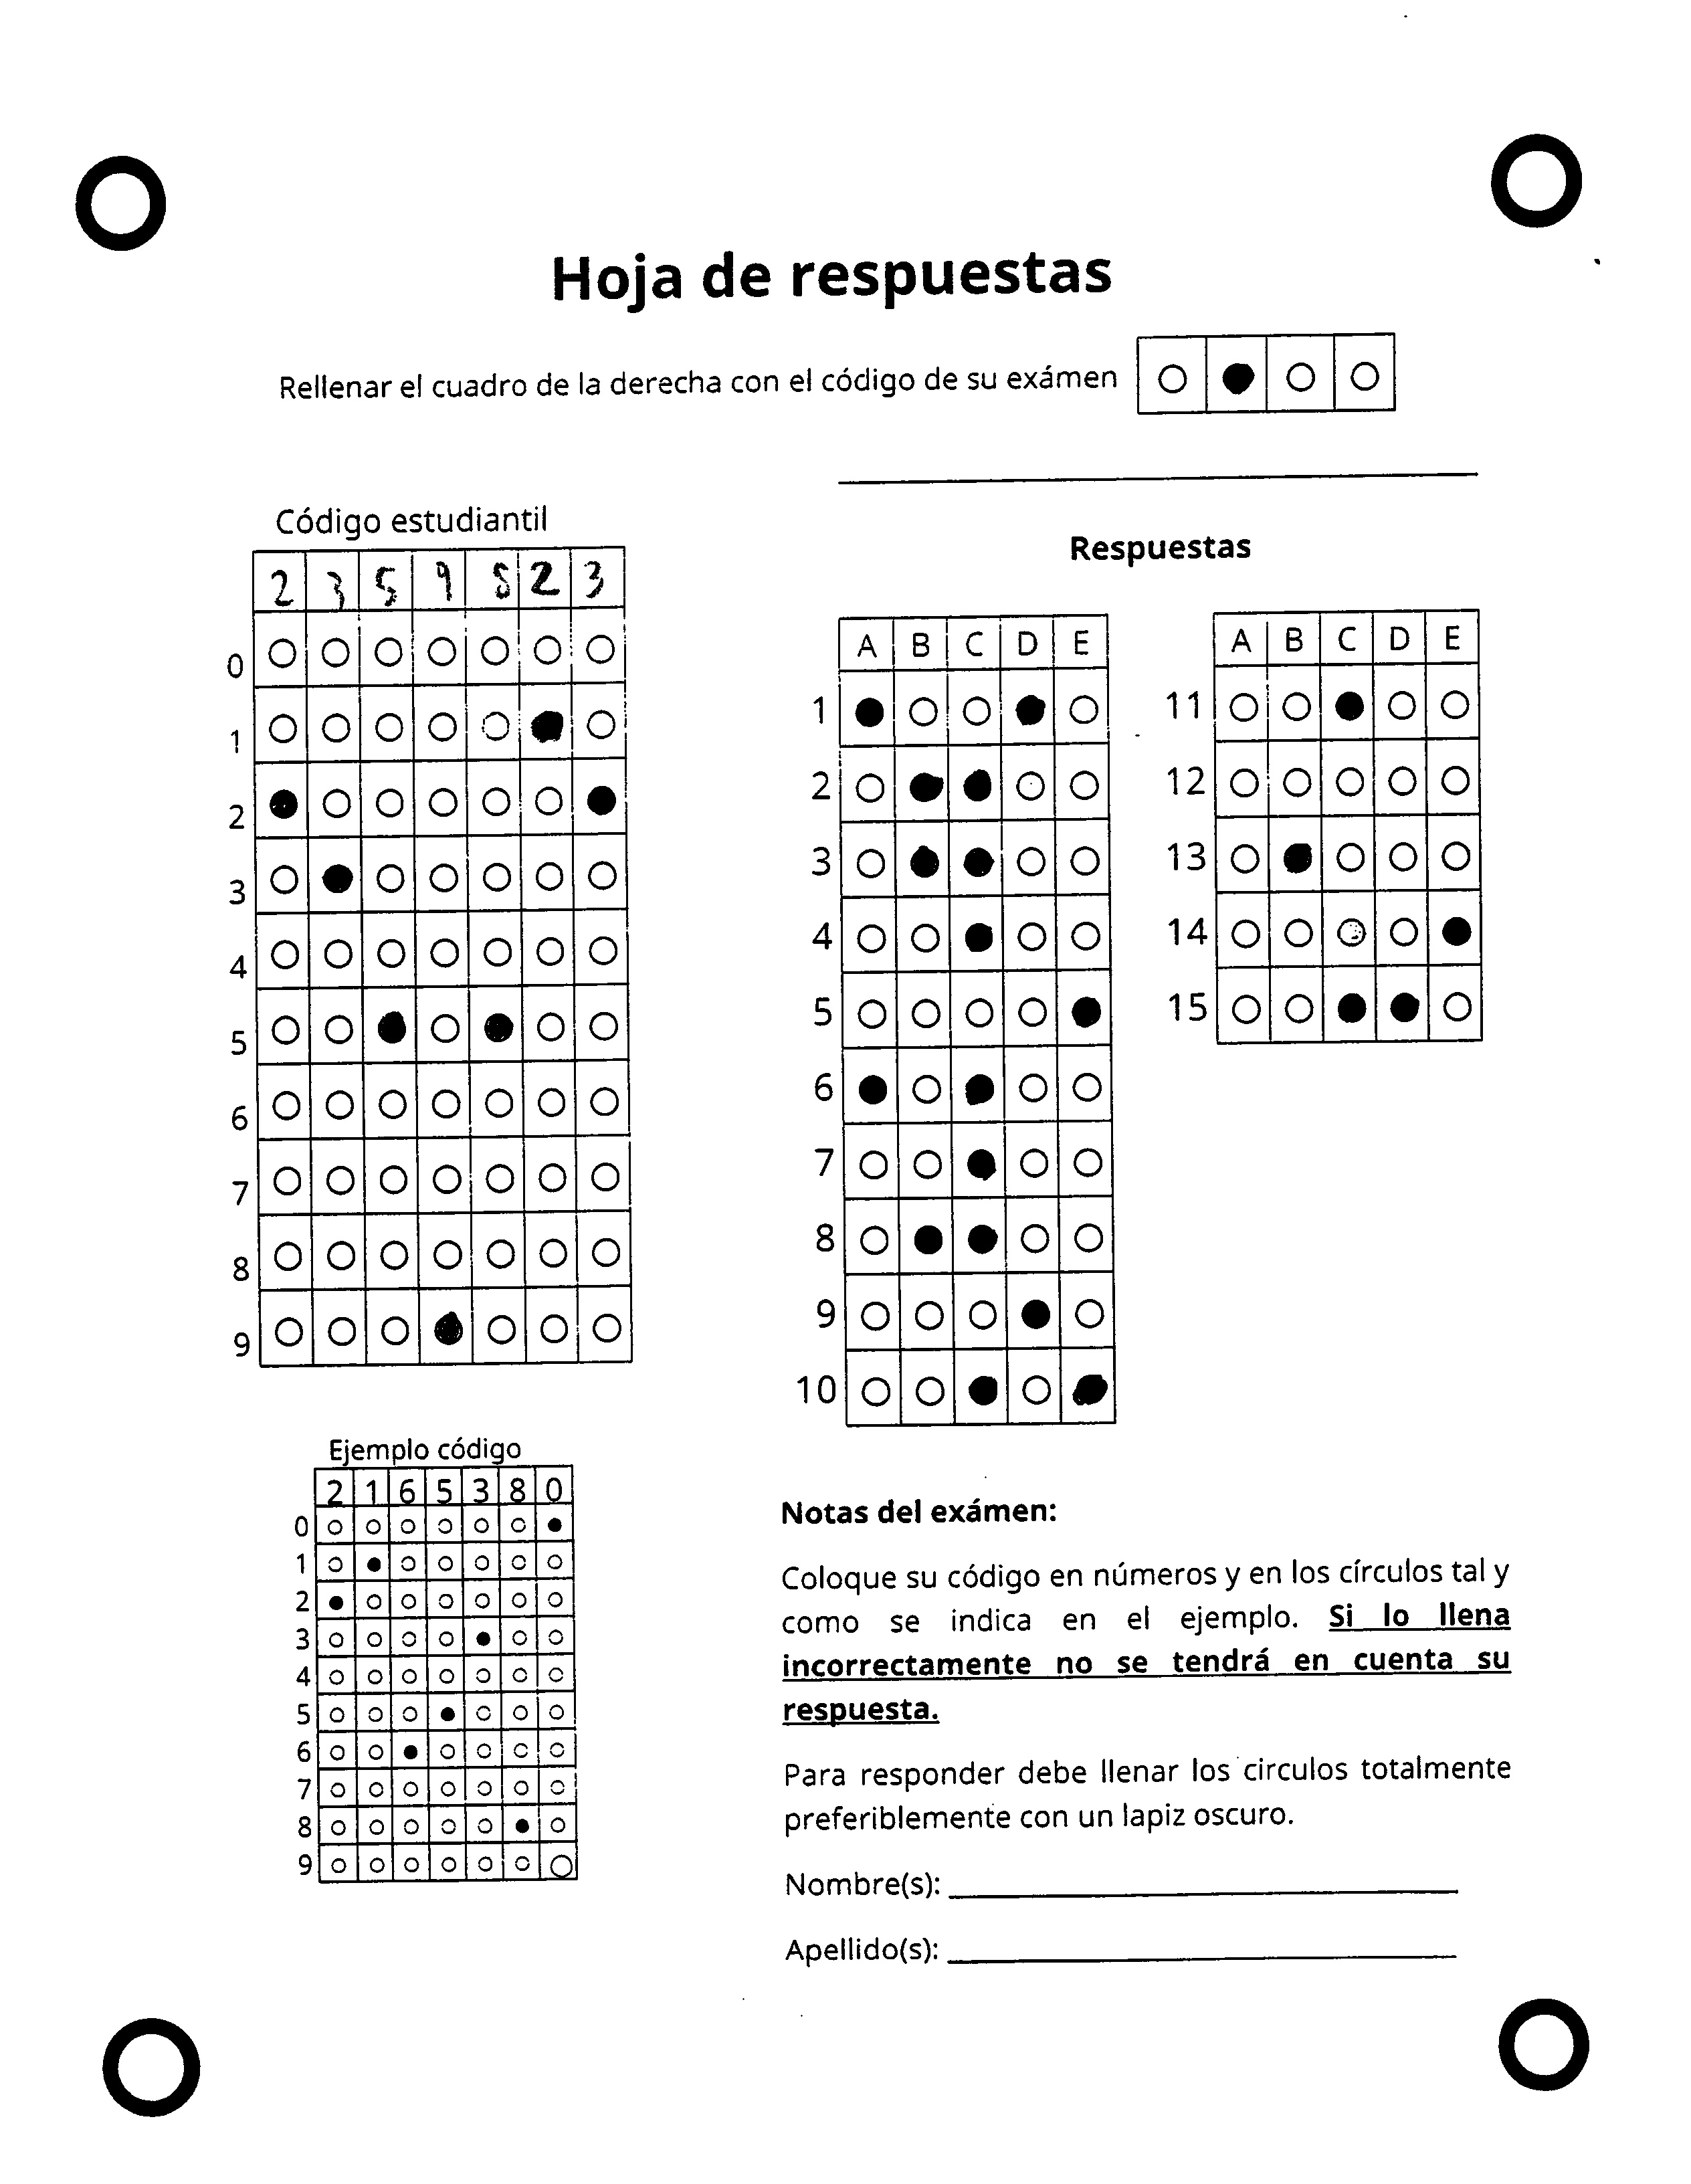 Hoja de respuestas
Rellenar el cuadro de la derecha con el código de su exámen
Código estudiantil
2 3 5 9 5 2 3
0
1
2
3
4
5
6
7
8
9
Respuestas
A B C D E
1
2
3
4
5
6
7
8
9
10
A B C D E
11
12
13
14
15
Ejemplo código
2 1 6 5 3 8 0
0
1
2
3
4
5
6
7
8
9
Notas del exámen:
Coloque su código en números y en los círculos tal y
como se indica en el ejemplo. Si lo llena
incorrectamente no se tendrá en cuenta su
respuesta.
Para responder debe llenar los circulos totalmente
preferiblemente con un lapiz oscuro.
Nombre(s):
Apellido(s):